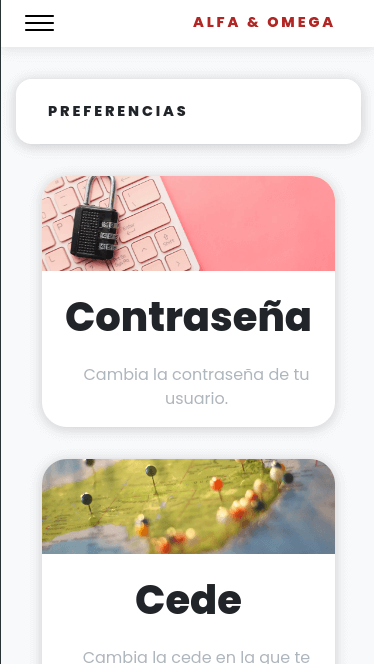 ALFA & OMEGA
PREFERENCIAS
Contraseña
Cambia la contraseña de tu
usuario.
Cede
Cambia la cede en la que te